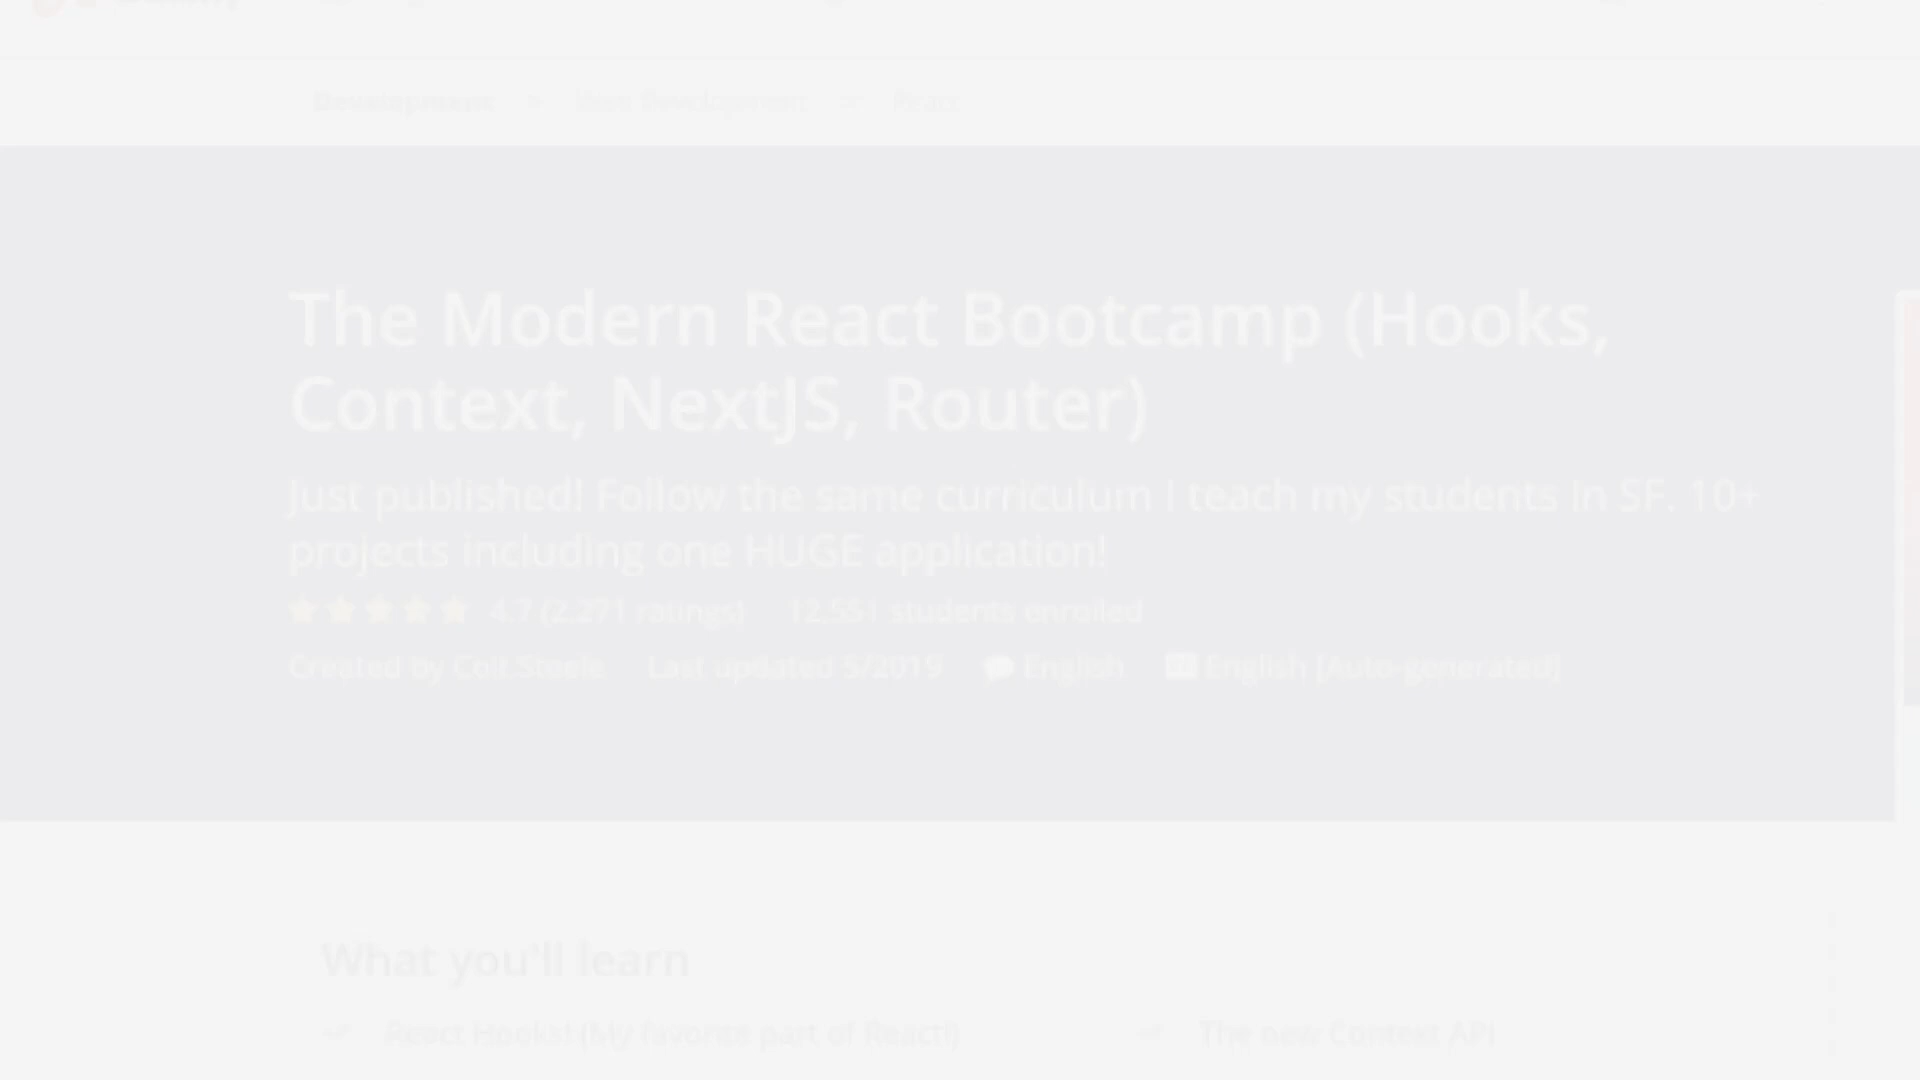 Development > Web Development > React
The Modern React Bootcamp (Hooks,
Context, NextJS, Router)
Just published! Follow the same curriculum I teach my students in SF. 10+
projects including one HUGE application!
4.7 (2,271 ratings) 12,551 students enrolled
Created by Colt Steele Last updated 5/2019 English English [Auto-generated]
What you'll learn
React Hooks! (My favorite part of React!) The new Context API